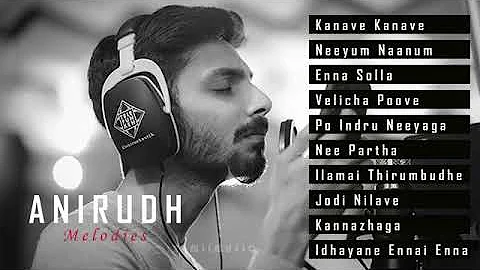 Kanave Kanave
Neeyum Naanum
Enna Solla
Velicha Poove
Po Indru Neeyaga
Nee Partha
Ilamai Thirumbudhe
Jodi Nilave
Kannazhaga
Idhayane Ennai Enna
ANIRUDH
Melodies